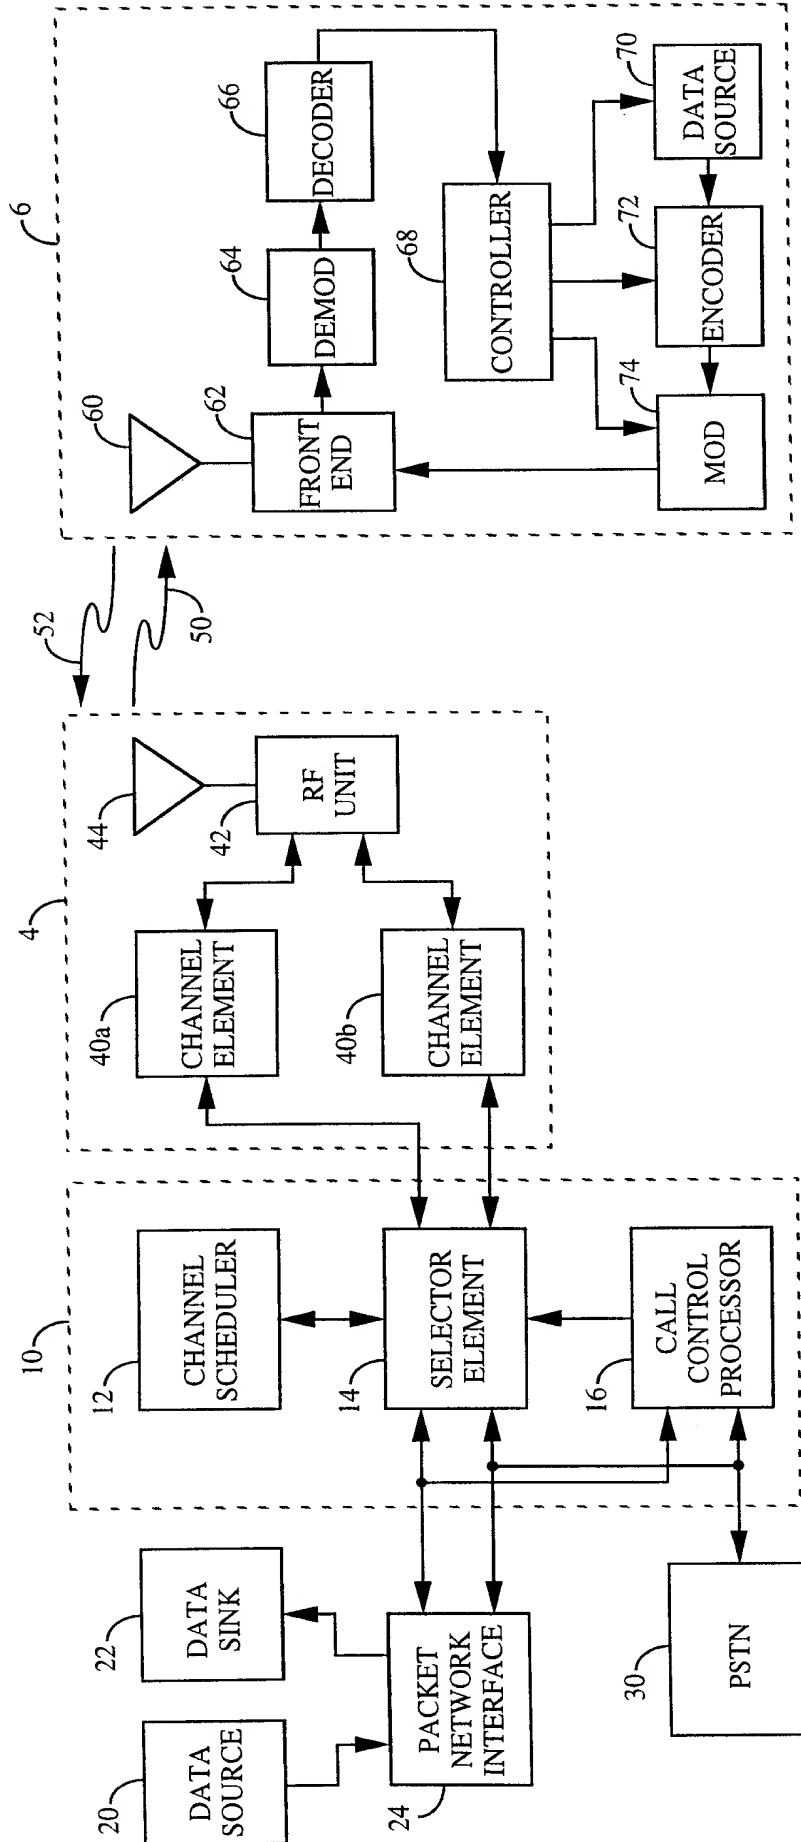 20
DATA
SOURCE
22
DATA
SINK
24
PACKET
NETWORK
INTERFACE
30
PSTN
10
12
CHANNEL
SCHEDULER
14
SELECTOR
ELEMENT
16
CALL
CONTROL
PROCESSOR
4
40a
CHANNEL
ELEMENT
40b
CHANNEL
ELEMENT
44
42
RF
UNIT
52
50
6
60
62
FRONT
END
64
DEMOD
66
DECODER
68
CONTROLLER
74
MOD
72
ENCODER
70
DATA
SOURCE